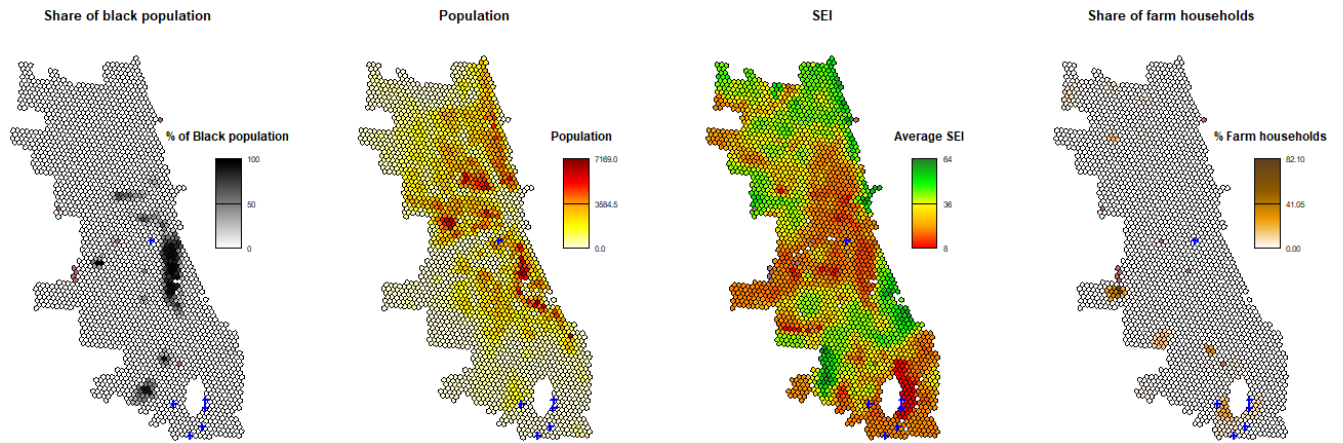 Share of black population
Population
SEI
Share of farm households
% of Black population
100
50
0
Population
7169.0
3584.5
0.0
Average SEI
64
36
8
% Farm households
82.10
41.05
0.00